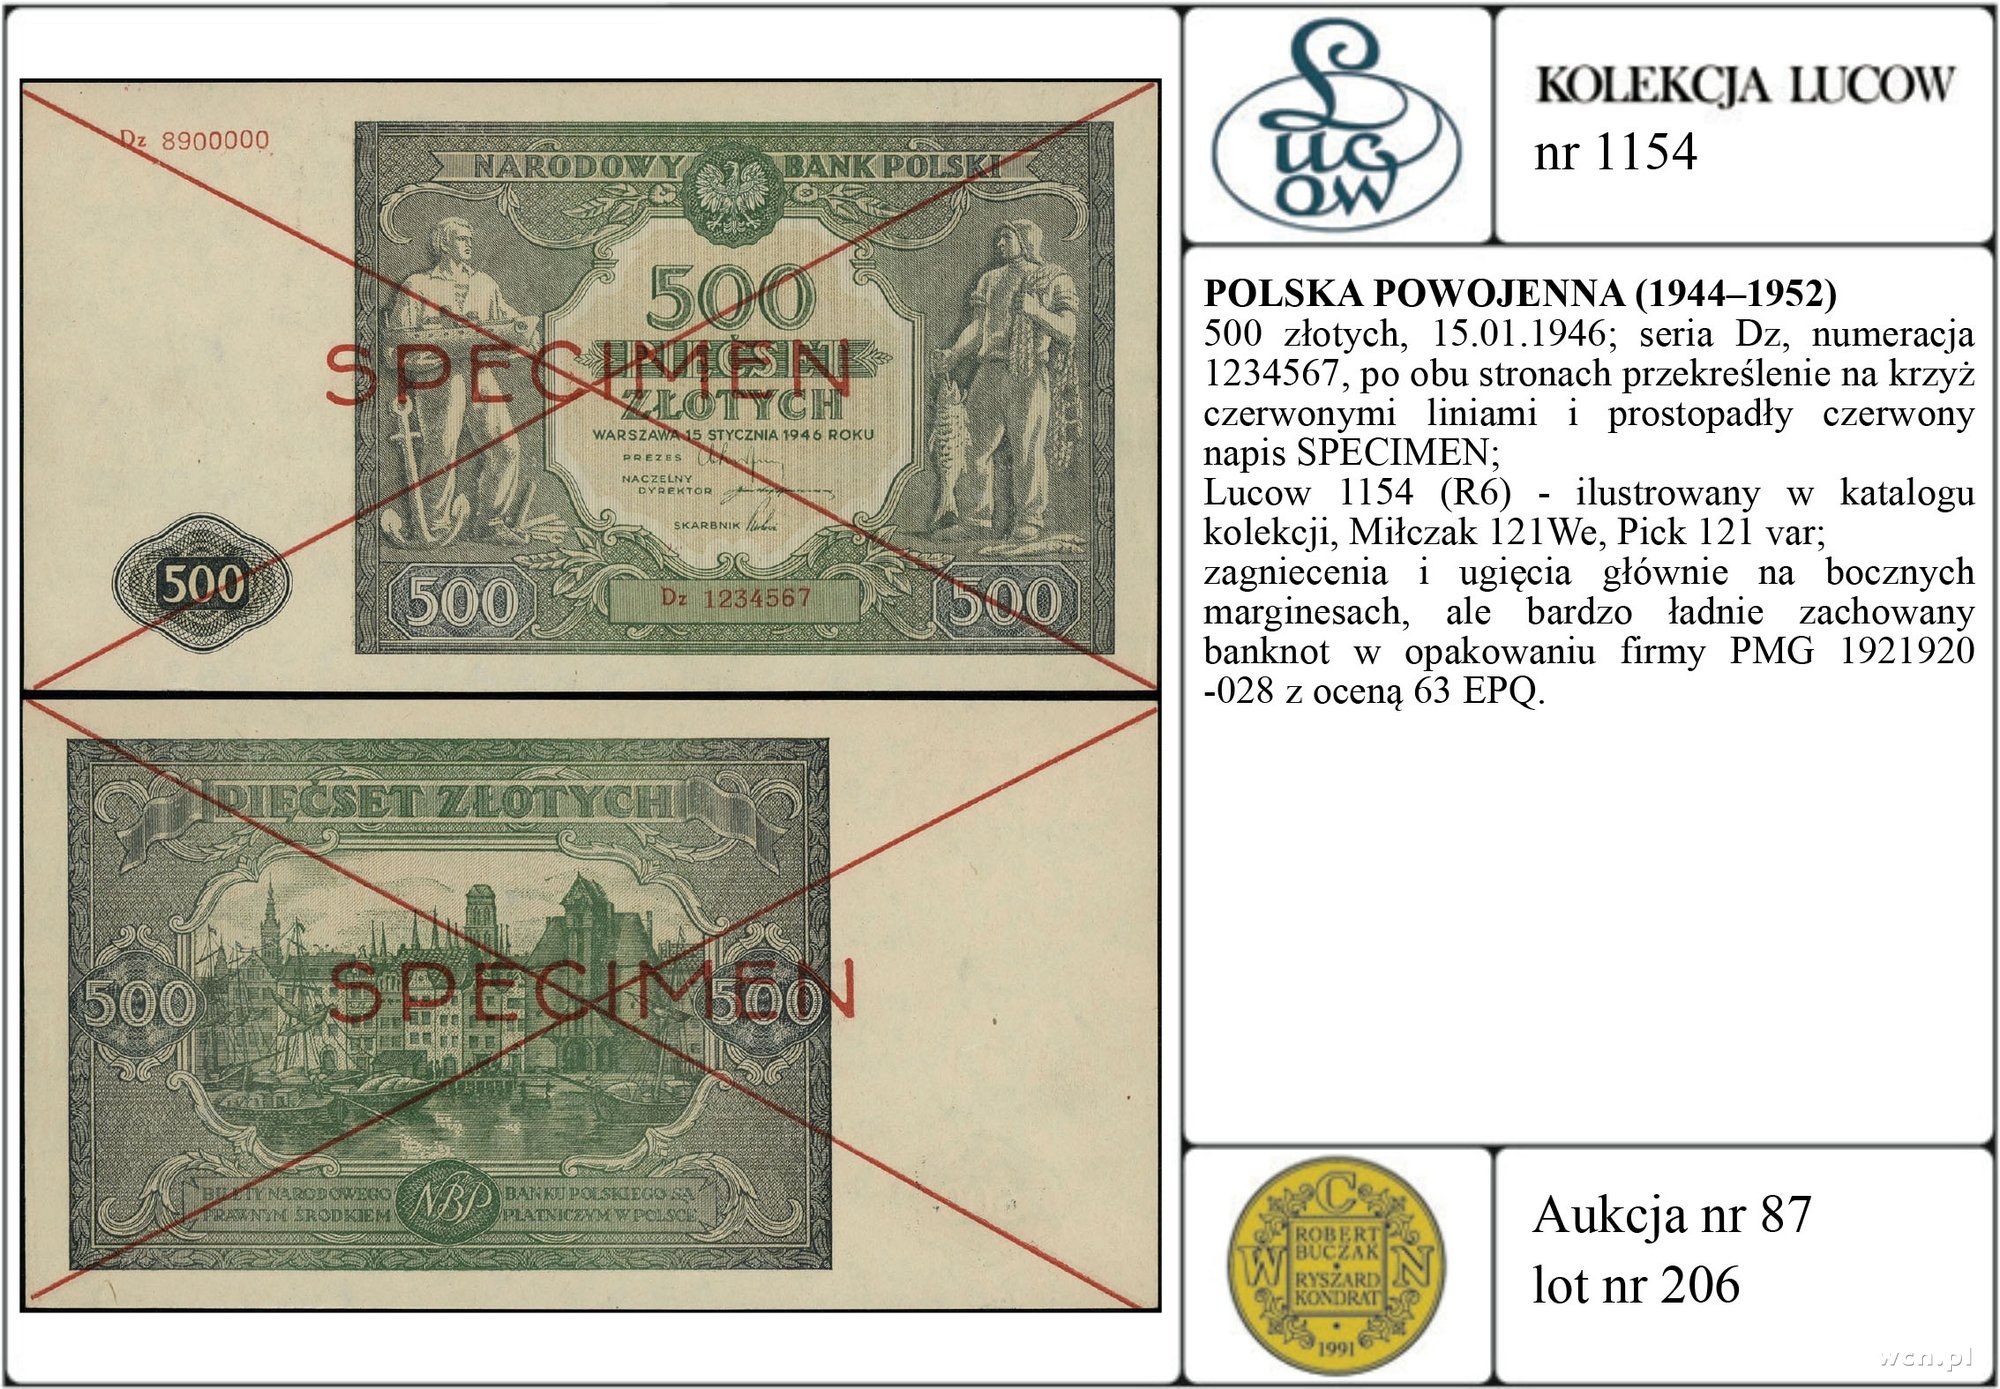 Dz 8900000
NARODOWY BANK POLSKI
500
PIĘĆSET
ZŁOTYCH
SPECIMEN
WARSZAWA 15 STYCZNIA 1946 ROKU
PREZES
NACZELNY
DYREKTOR
SKARBNIK
500
500
Dz 1234567
500
PIĘĆSET ZŁOTYCH
SPECIMEN
500
500
BILETY NARODOWEGO
PRAWNYM ŚRODKIEM
NBP
BANKU POLSKIEGO SĄ
PŁATNICZYM W POLSCE
Lucow
KOLEKCJA LUCOW
nr 1154
POLSKA POWOJENNA (1944–1952)
500 złotych, 15.01.1946; seria Dz, numeracja
1234567, po obu stronach przekreślenie na krzyż
czerwonymi liniami i prostopadły czerwony
napis SPECIMEN;
Lucow 1154 (R6) - ilustrowany w katalogu
kolekcji, Miłczak 121We, Pick 121 var;
zagniecenia i ugięcia głównie na bocznych
marginesach, ale bardzo ładnie zachowany
banknot w opakowaniu firmy PMG 1921920
-028 z oceną 63 EPQ.
W C N
ROBERT
BUCZAK
RYSZARD
KONDRAT
1991
Aukcja nr 87
lot nr 206
wcn.pl